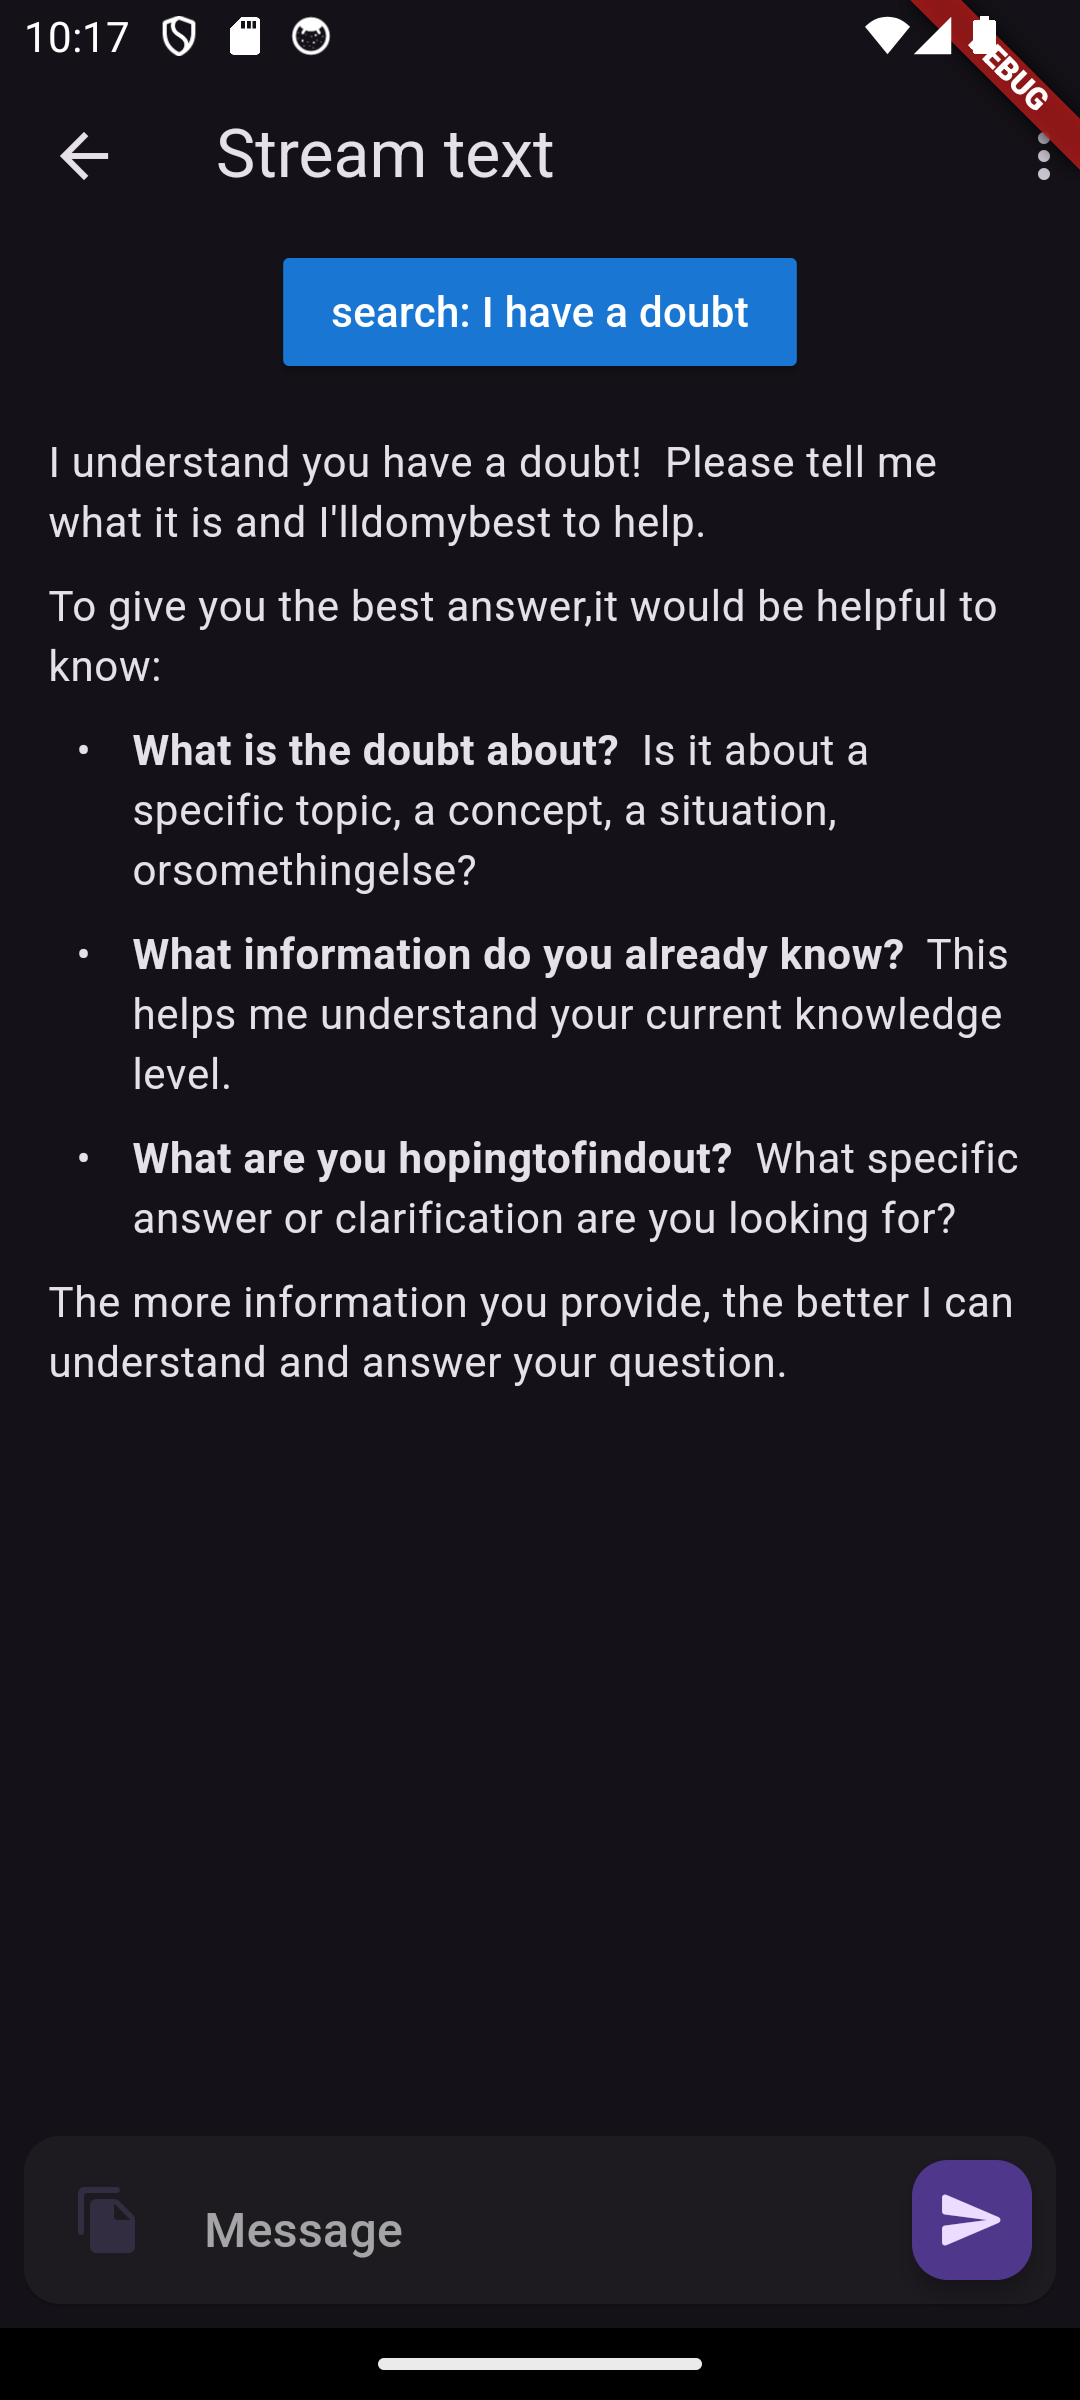 10:17
DEBUG
Stream text
search: I have a doubt
I understand you have a doubt!  Please tell me
what it is and I'lldomybest to help.
To give you the best answer,it would be helpful to
know:
• What is the doubt about?  Is it about a
specific topic, a concept, a situation,
orsomethingelse?
• What information do you already know?  This
helps me understand your current knowledge
level.
• What are you hopingtofindout?  What specific
answer or clarification are you looking for?
The more information you provide, the better I can
understand and answer your question.
Message